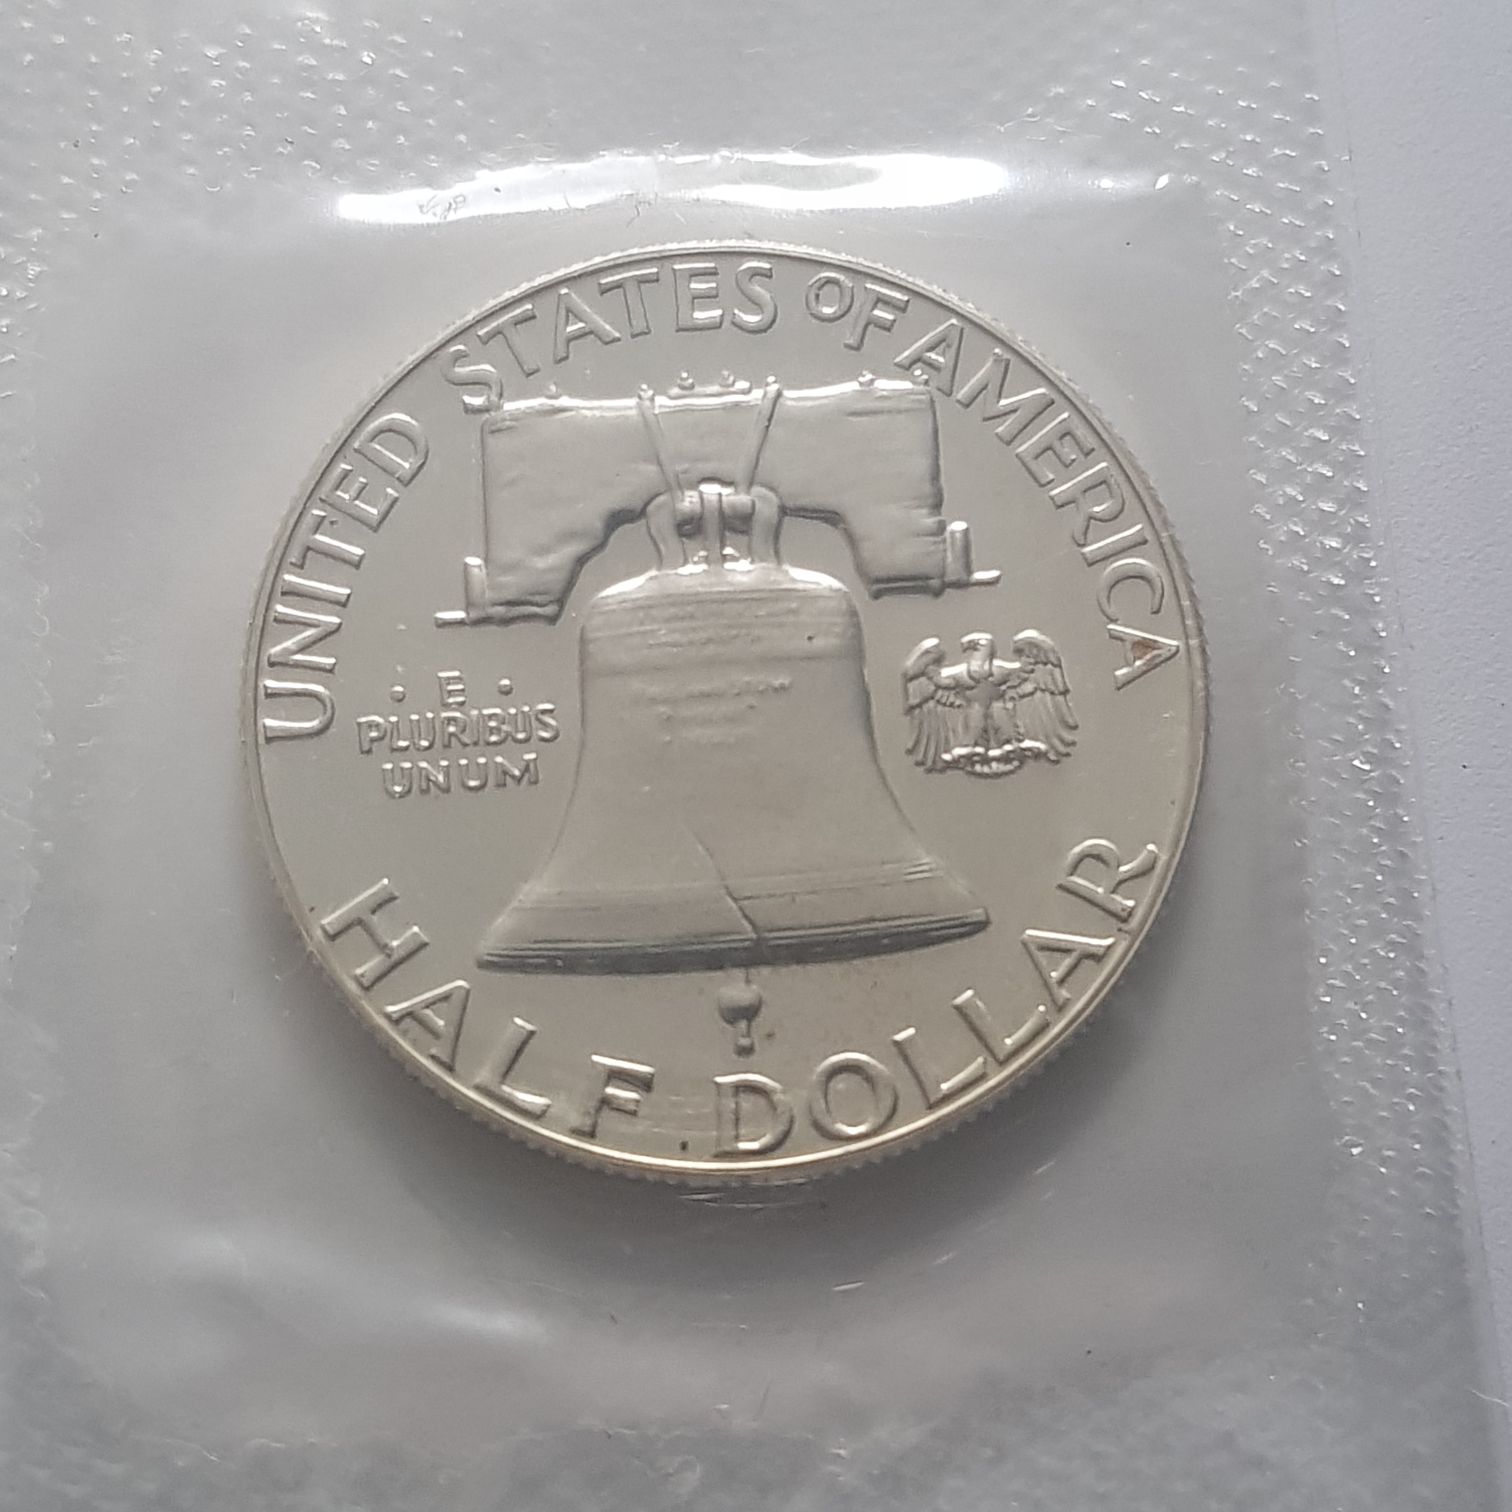 UNITED STATES OF AMERICA
· E ·
PLURIBUS
UNUM
HALF DOLLAR